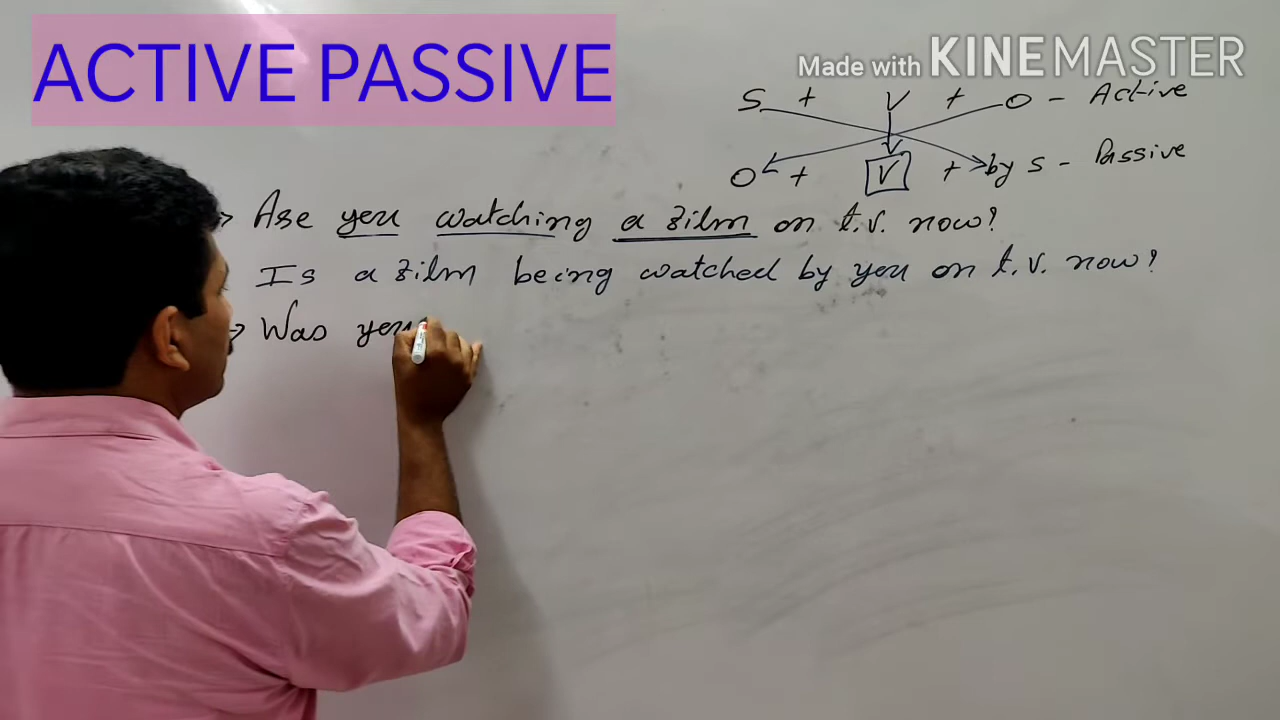 ACTIVE PASSIVE
Made with KINEMASTER
S + V + O - Active
O + V + by S - Passive
→ Are you watching a film on t.v. now?
Is a film being watched by you on t.v. now?
→ Was you